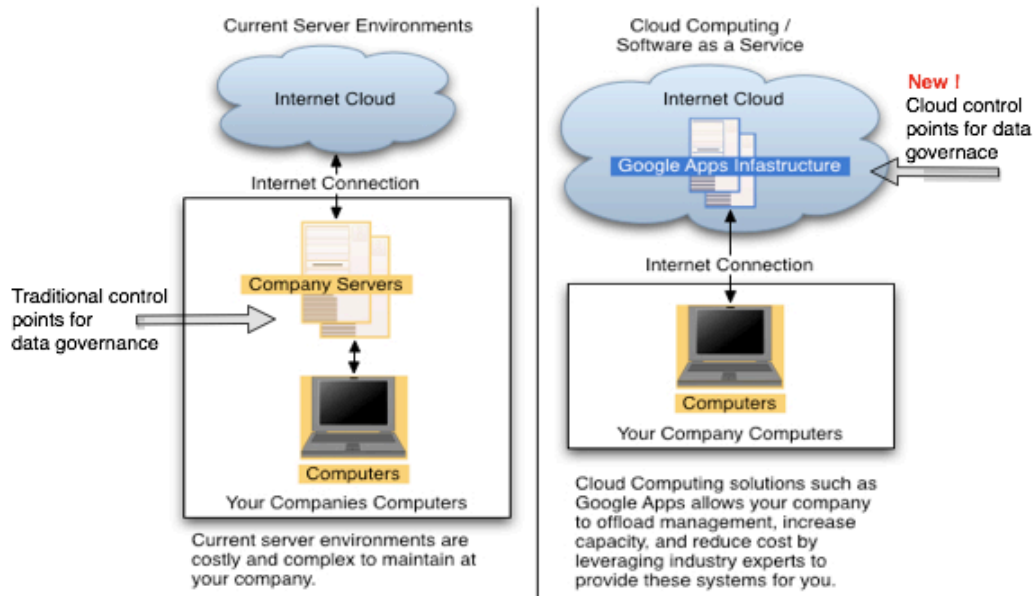 Current Server Environments
Internet Cloud
Internet Connection
Company Servers
Traditional control
points for
data governance
Computers
Your Companies Computers
Current server environments are
costly and complex to maintain at
your company.
Cloud Computing /
Software as a Service
Internet Cloud
Google Apps Infastructure
New !
Cloud control
points for data
governace
Internet Connection
Computers
Your Company Computers
Cloud Computing solutions such as
Google Apps allows your company
to offload management, increase
capacity, and reduce cost by
leveraging industry experts to
provide these systems for you.